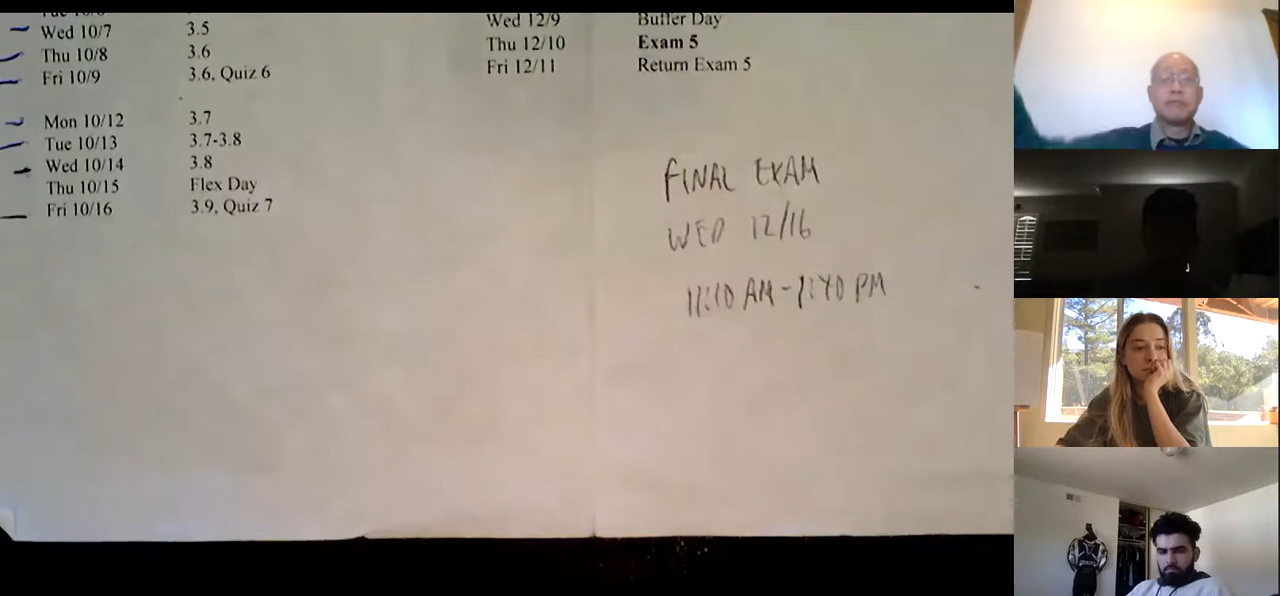 Wed 10/7 3.5
Thu 10/8 3.6
Fri 10/9 3.6, Quiz 6
Mon 10/12 3.7
Tue 10/13 3.7-3.8
Wed 10/14 3.8
Thu 10/15 Flex Day
Fri 10/16 3.9, Quiz 7
Wed 12/9 Buffer Day
Thu 12/10 Exam 5
Fri 12/11 Return Exam 5
FINAL EXAM
WED 12/16
11:10 AM - 1:40 PM